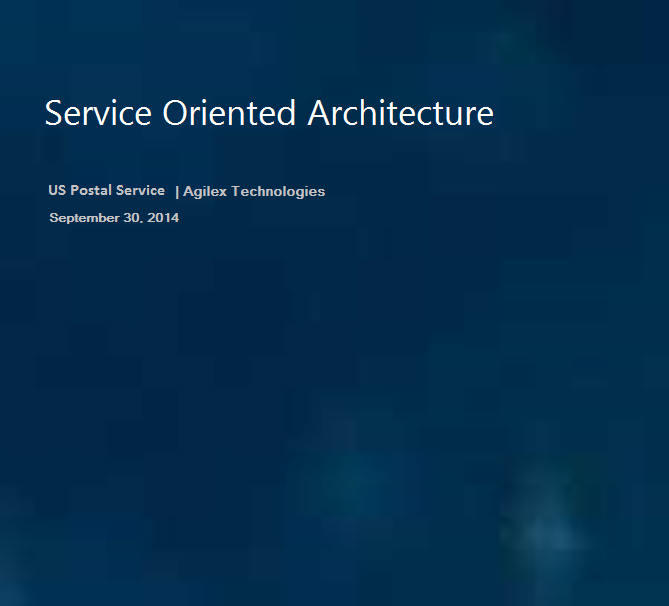 Service Oriented Architecture
US Postal Service | Agilex Technologies
September 30, 2014